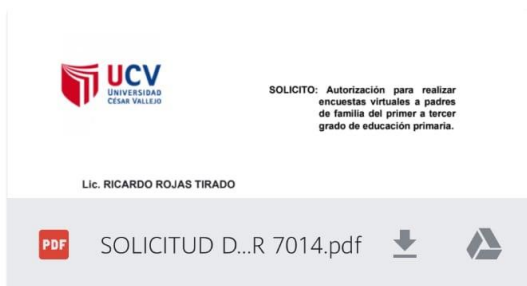 UCV
UNIVERSIDAD
CÉSAR VALLEJO
SOLICITO: Autorización para realizar
encuestas virtuales a padres
de familia del primer a tercer
grado de educación primaria.
Lic. RICARDO ROJAS TIRADO
PDF
SOLICITUD D...R 7014.pdf